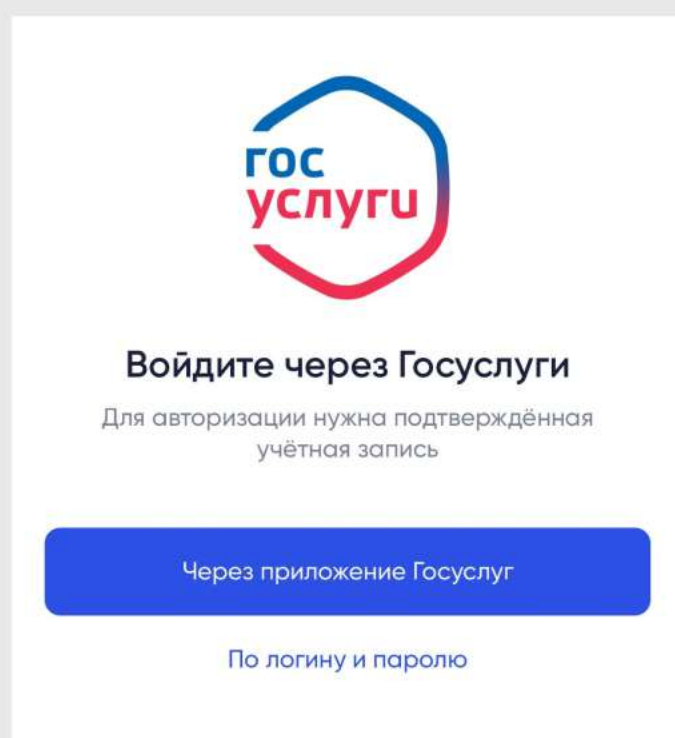 гос
услуги
Войдите через Госуслуги
Для авторизации нужна подтверждённая
учётная запись
Через приложение Госуслуг
По логину и паролю